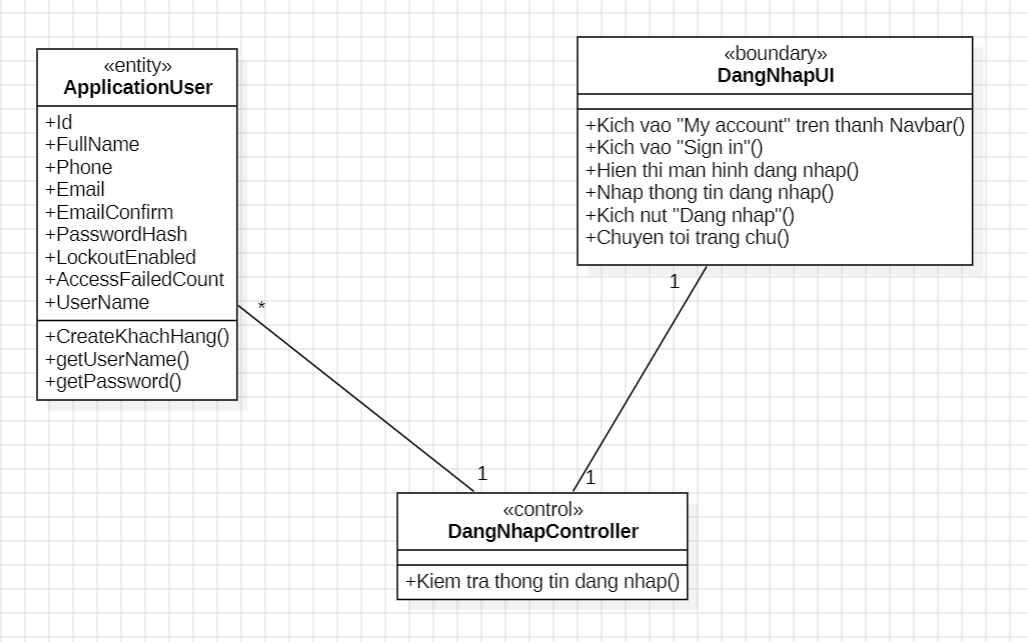 «entity»
ApplicationUser
+Id
+FullName
+Phone
+Email
+EmailConfirm
+PasswordHash
+LockoutEnabled
+AccessFailedCount
+UserName
+CreateKhachHang()
+getUserName()
+getPassword()
*
1
«boundary»
DangNhapUI
+Kich vao "My account" tren thanh Navbar()
+Kich vao "Sign in"()
+Hien thi man hinh dang nhap()
+Nhap thong tin dang nhap()
+Kich nut "Dang nhap"()
+Chuyen toi trang chu()
1
1
«control»
DangNhapController
+Kiem tra thong tin dang nhap()